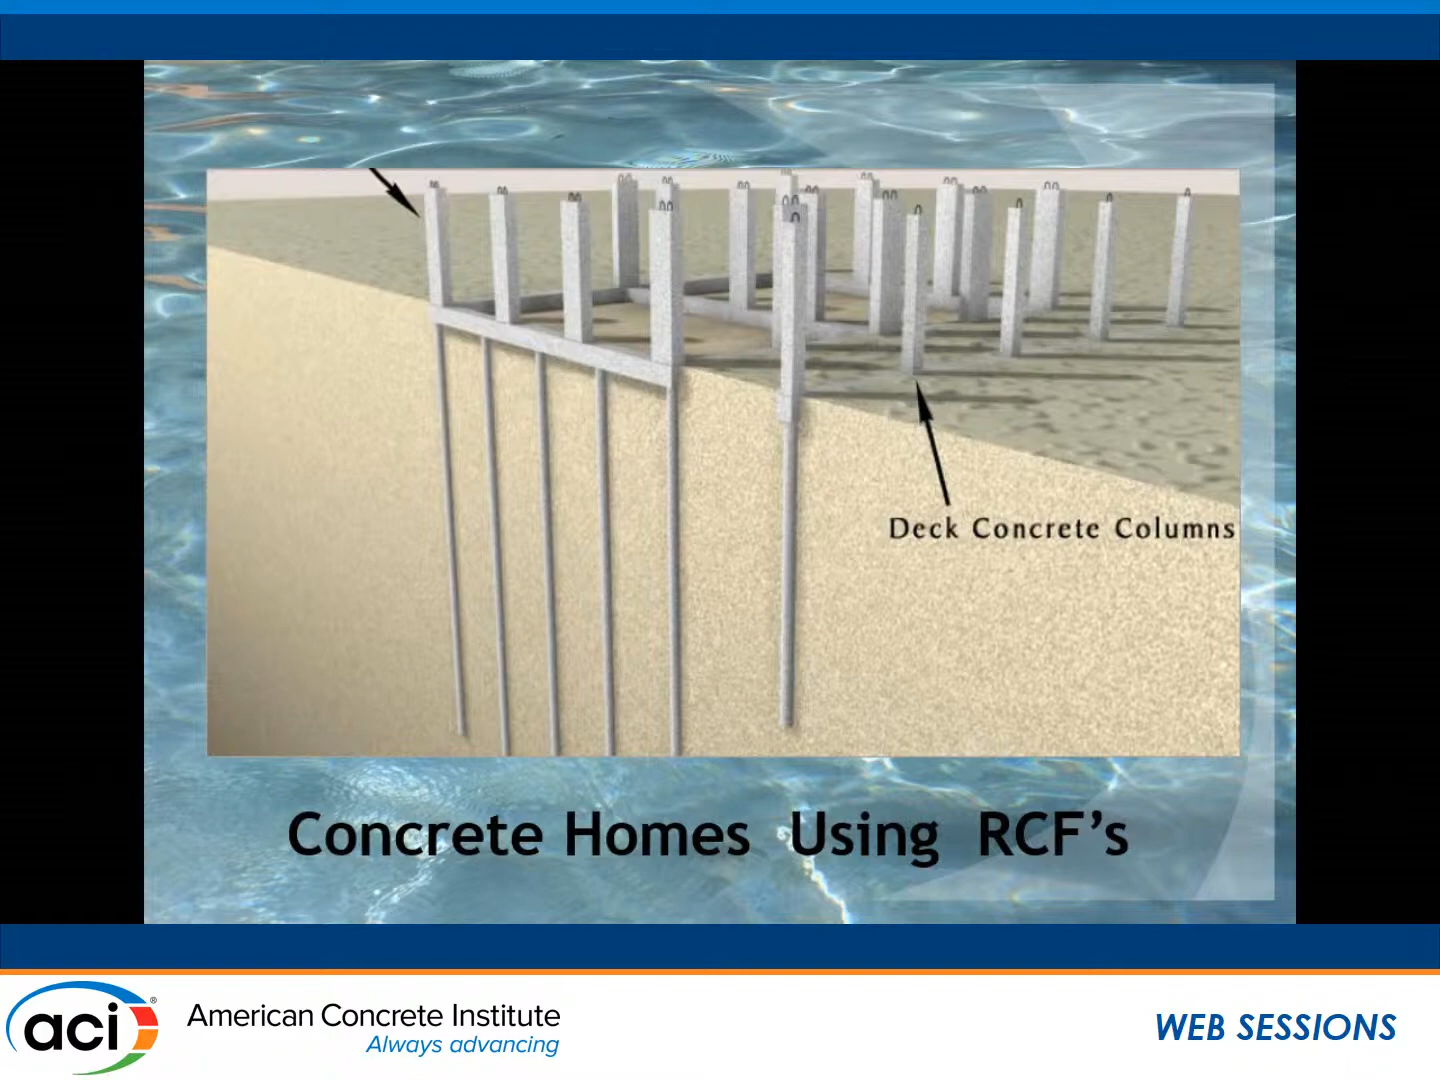 Deck Concrete Columns
Concrete Homes Using RCF's
aci®
American Concrete Institute
Always advancing
WEB SESSIONS